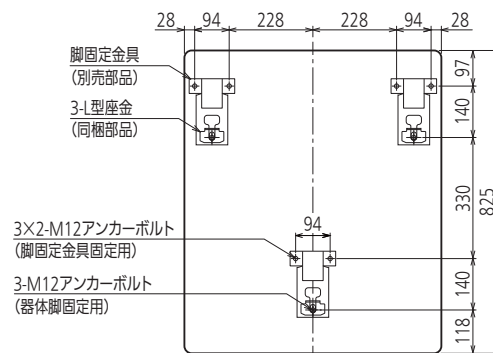 28 94 228 228 94 28
脚固定金具
(別売部品)
3-L型座金
(同梱部品)
97
140
330
825
3×2-M12アンカーボルト
(脚固定金具固定用)
94
3-M12アンカーボルト
(器体脚固定用)
140
118